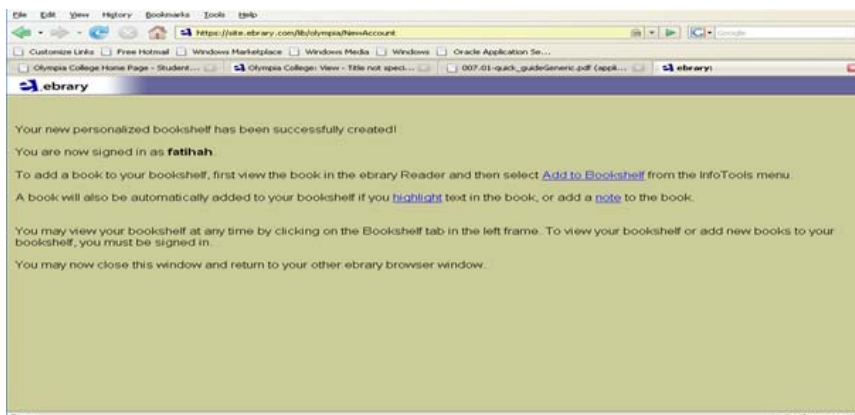 File Edit View History Bookmarks Tools Help
https://site.ebrary.com/lib/olympia/NewAccount
Google
Customize Links Free Hotmail Windows Marketplace Windows Media Windows Oracle Application Se...
Olympia College Home Page - Student... Olympia College: View - Title not speci... 007.01-quick_guideGeneric.pdf (appli... ebrary:
ebrary
Your new personalized bookshelf has been successfully created!
You are now signed in as fatihah.
To add a book to your bookshelf, first view the book in the ebrary Reader and then select Add to Bookshelf from the InfoTools menu.
A book will also be automatically added to your bookshelf if you highlight text in the book, or add a note to the book.
You may view your bookshelf at any time by clicking on the Bookshelf tab in the left frame. To view your bookshelf or add new books to your
bookshelf, you must be signed in.
You may now close this window and return to your other ebrary browser window.